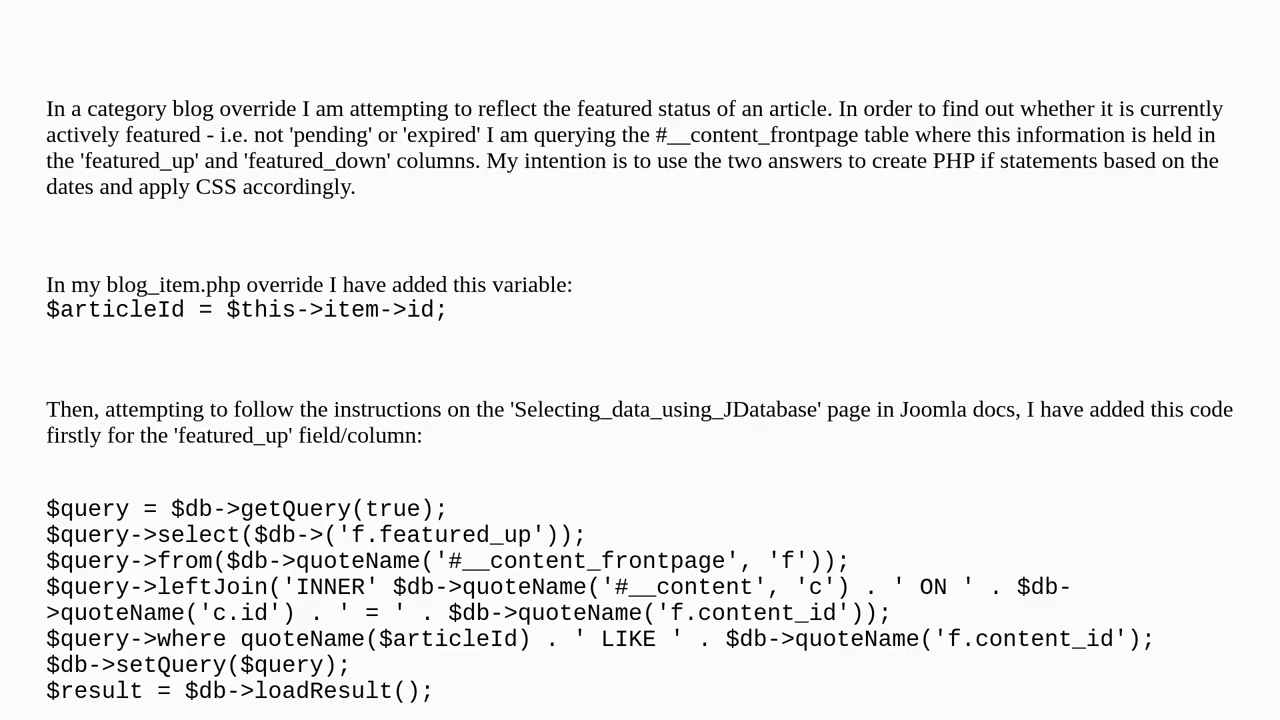 In a category blog override I am attempting to reflect the featured status of an article. In order to find out whether it is currently
actively featured - i.e. not 'pending' or 'expired' I am querying the #__content_frontpage table where this information is held in
the 'featured_up' and 'featured_down' columns. My intention is to use the two answers to create PHP if statements based on the
dates and apply CSS accordingly.
In my blog_item.php override I have added this variable:
$articleId = $this->item->id;
Then, attempting to follow the instructions on the 'Selecting_data_using_JDatabase' page in Joomla docs, I have added this code
firstly for the 'featured_up' field/column:
$query = $db->getQuery(true);
$query->select($db->('f.featured_up'));
$query->from($db->quoteName('#__content_frontpage', 'f'));
$query->leftJoin('INNER' $db->quoteName('#__content', 'c') . ' ON ' . $db-
>quoteName('c.id') . ' = ' . $db->quoteName('f.content_id'));
$query->where quoteName($articleId) . ' LIKE ' . $db->quoteName('f.content_id');
$db->setQuery($query);
$result = $db->loadResult();